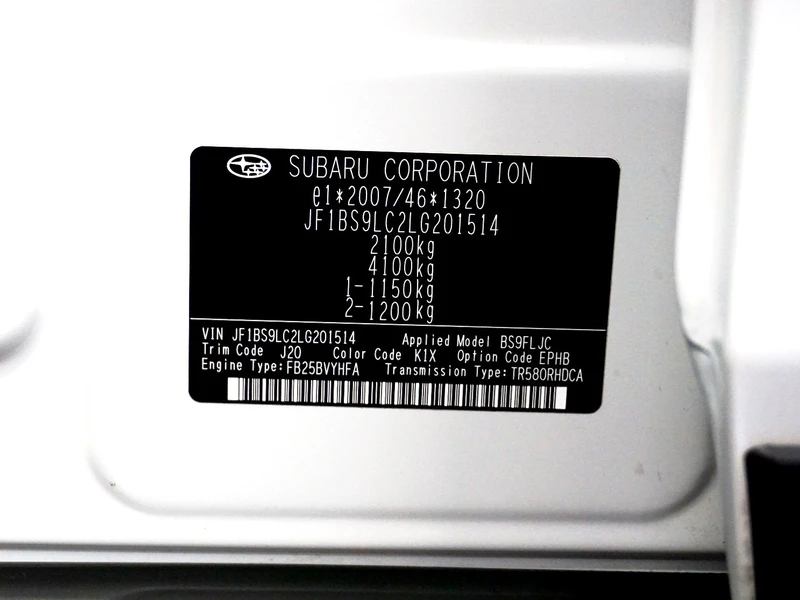 SUBARU CORPORATION
e1*2007/46*1320
JF1BS9LC2LG201514
2100kg
4100kg
1-1150kg
2-1200kg
VIN JF1BS9LC2LG201514 Applied Model BS9FLJC
Trim Code J20 Color Code K1X Option Code EPHB
Engine Type:FB25BVYHFA Transmission Type:TR580RHDCA